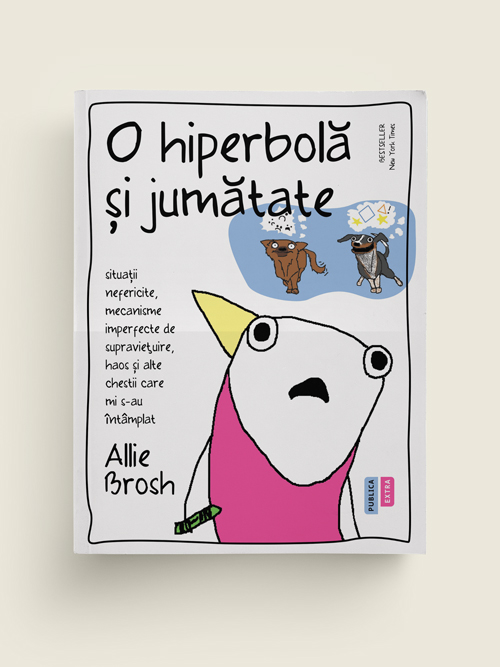 O hiperbolă
și jumătate
BESTSELLER
New York Times
situații
nefericite,
mecanisme
imperfecte de
supraviețuire,
haos și alte
chestii care
mi s-au
întâmplat
Allie
Brosh
PUBLICA
EXTRA